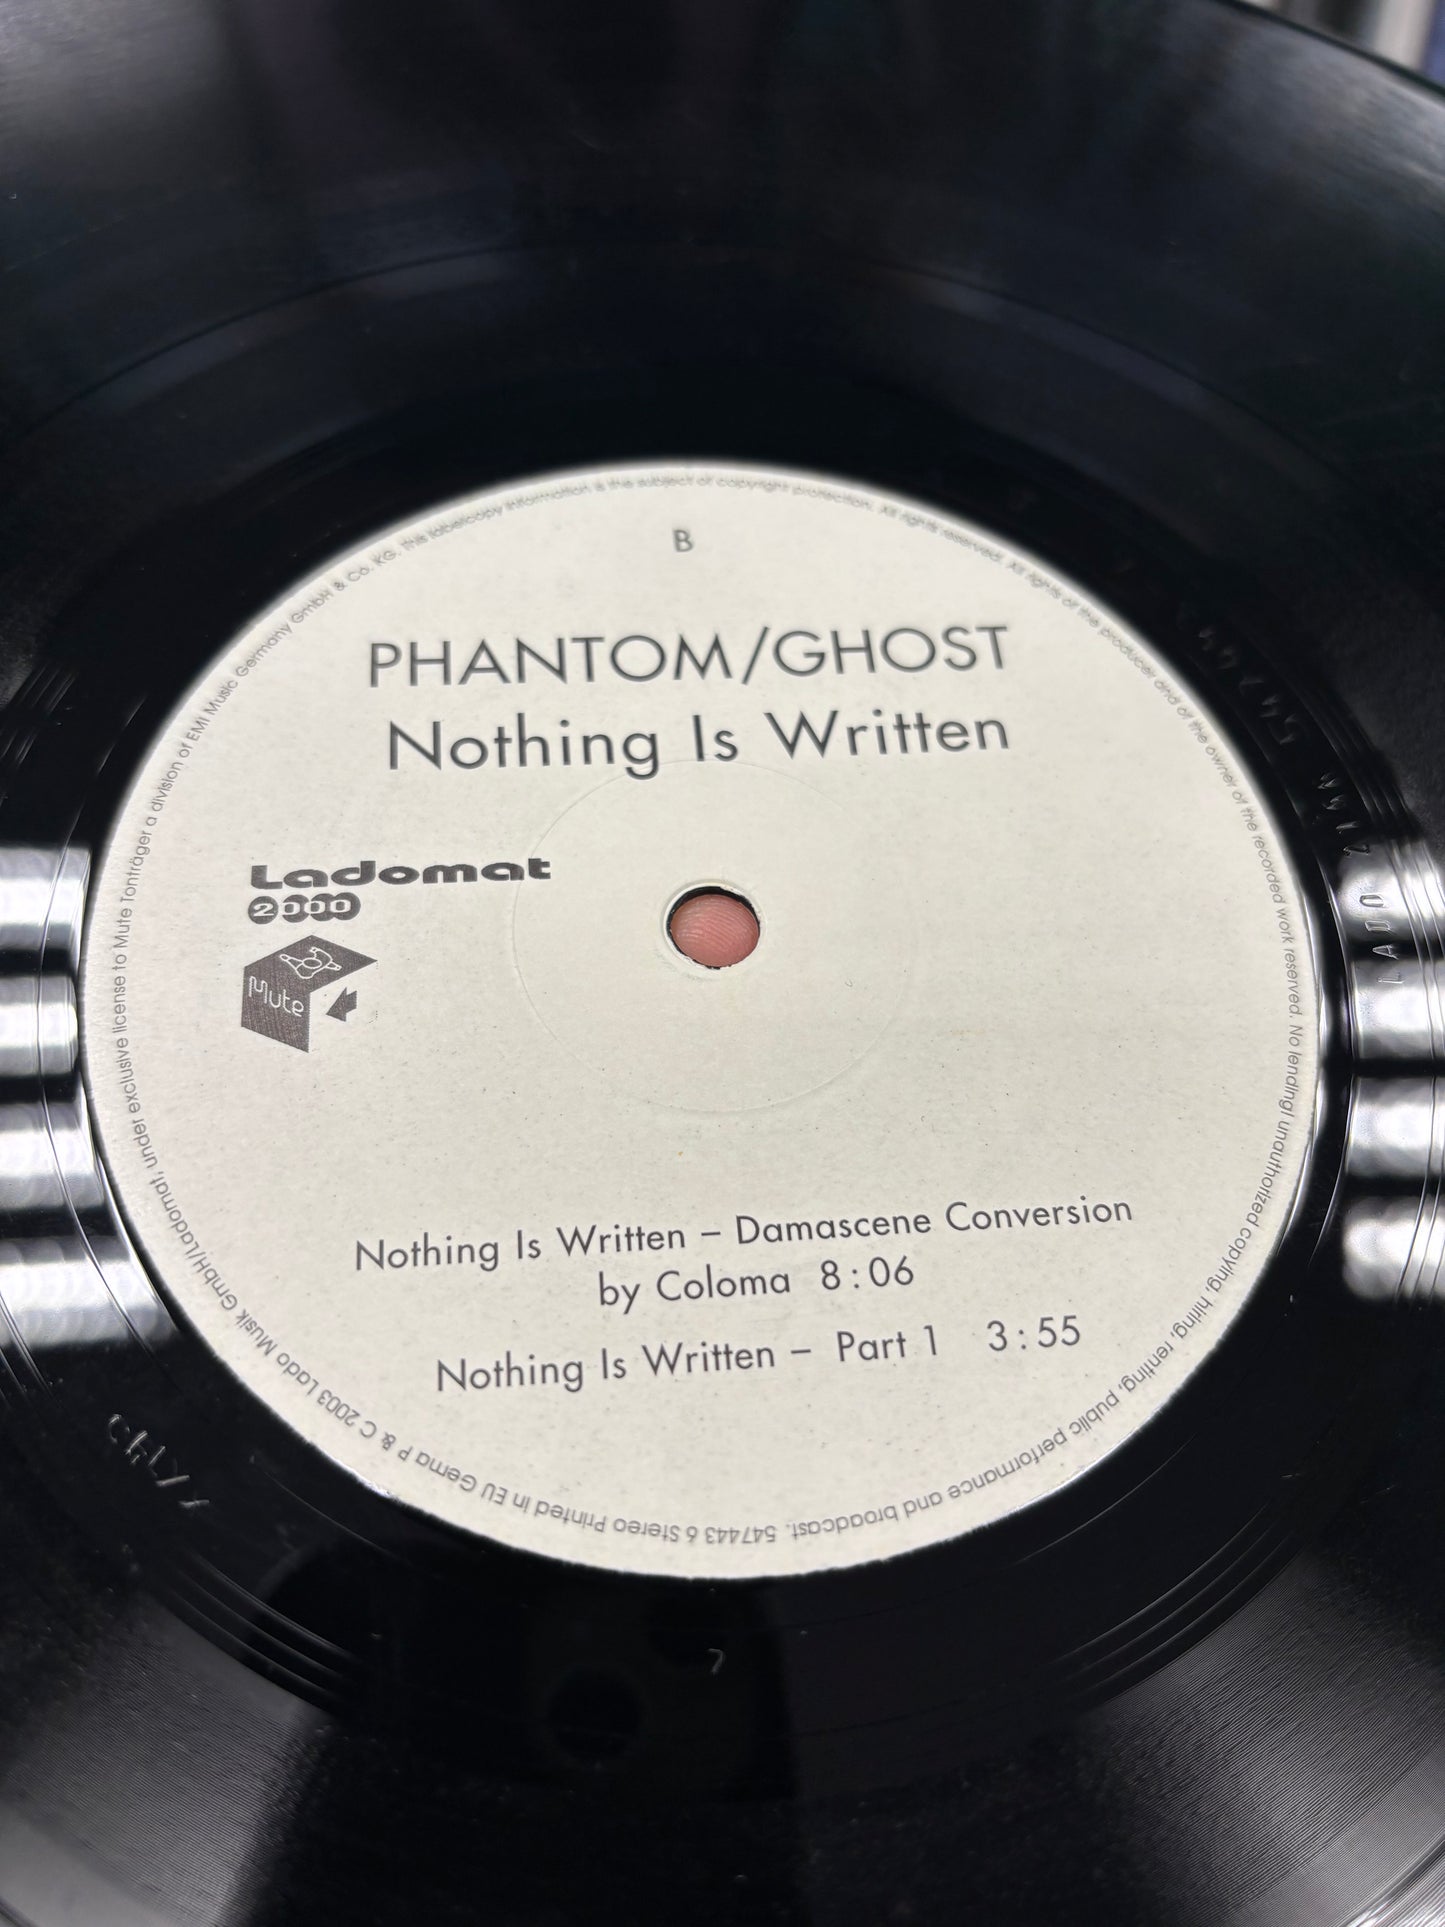 B
PHANTOM/GHOST
Nothing Is Written
Ladomat
2000
Mute
Nothing Is Written – Damascene Conversion
by Coloma 8:06
Nothing Is Written – Part 1 3:55
547443 6 Stereo Printed in EU Gema P & C 2003 Lado Musik GmbH/Ladomat, under exclusive license to Mute Tonträger a division of EMI Music Germany GmbH & Co. KG. This labelcopy information is the subject of copyright protection. All rights reserved. All rights of the producer and of the owner of the recorded work reserved. No lending! unauthorized copying, hiring, renting, public performance and broadcast.